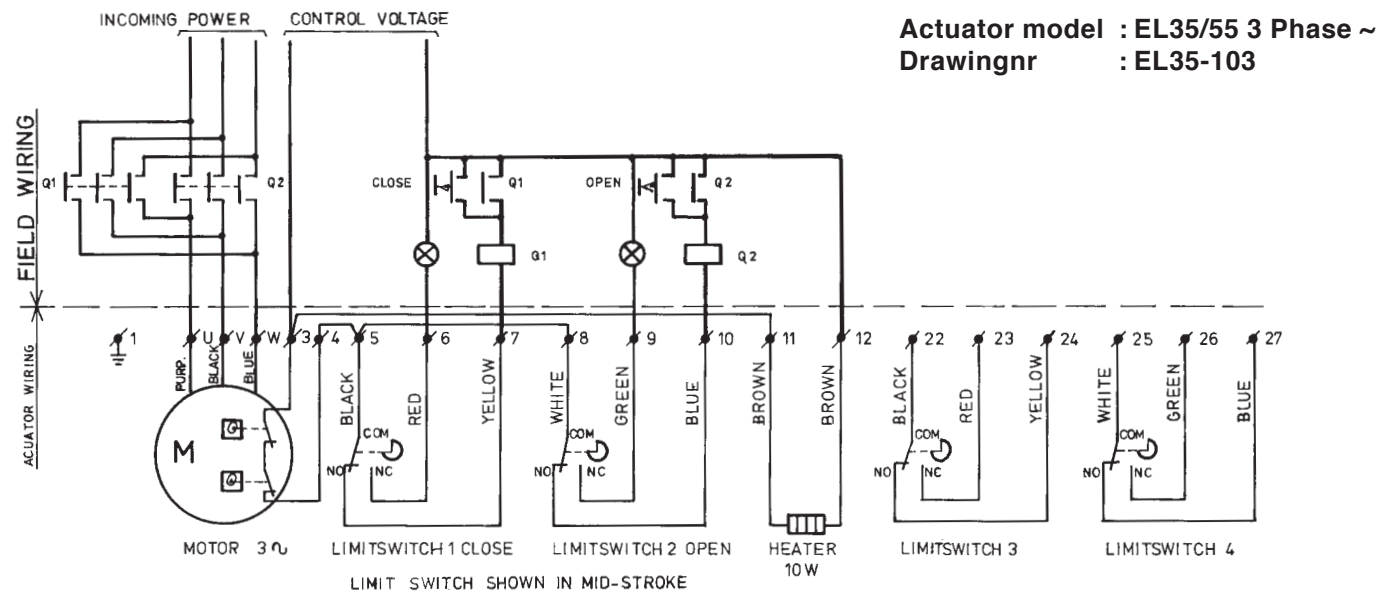 INCOMING POWER
CONTROL VOLTAGE
Actuator model : EL35/55 3 Phase ~
Drawingnr : EL35-103
FIELD WIRING
Q1
Q2
CLOSE
Q1
OPEN
Q2
G1
Q2
ACUATOR WIRING
1 U V W 3 4 5 6 7 8 9 10 11 12 22 23 24 25 26 27
PURP.
BLACK
BLUE
BLACK
RED
YELLOW
WHITE
GREEN
BLUE
BROWN
BROWN
BLACK
RED
YELLOW
WHITE
GREEN
BLUE
M
COM
NO NC
COM
NO NC
COM
NO NC
COM
NO NC
MOTOR 3~
LIMITSWITCH 1 CLOSE
LIMITSWITCH 2 OPEN
HEATER
10W
LIMITSWITCH 3
LIMITSWITCH 4
LIMIT SWITCH SHOWN IN MID-STROKE